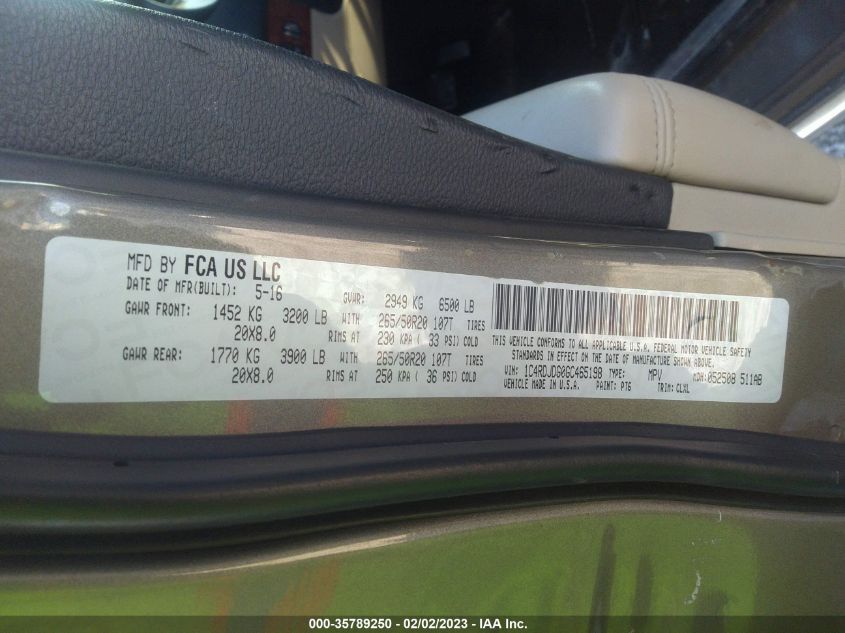 MFD BY FCA US LLC
DATE OF MFR(BUILT): 5-16 GVWR: 2949 KG 6500 LB
GAWR FRONT: 1452 KG 3200 LB WITH 265/50R20 107T TIRES
20X8.0 RIMS AT 230 KPA ( 33 PSI) COLD
GAWR REAR: 1770 KG 3900 LB WITH 265/50R20 107T TIRES
20X8.0 RIMS AT 250 KPA ( 36 PSI) COLD
THIS VEHICLE CONFORMS TO ALL APPLICABLE U.S.A. FEDERAL MOTOR VEHICLE SAFETY
STANDARDS IN EFFECT ON THE DATE OF MANUFACTURE SHOWN ABOVE.
VIN: 1C4RDJDG0GC465198 TYPE: MPV MDH: 052508 511AB
VEHICLE MADE IN U.S.A. PAINT: PTG TRIM: CLXL
000-35789250 - 02/02/2023 - IAA Inc.